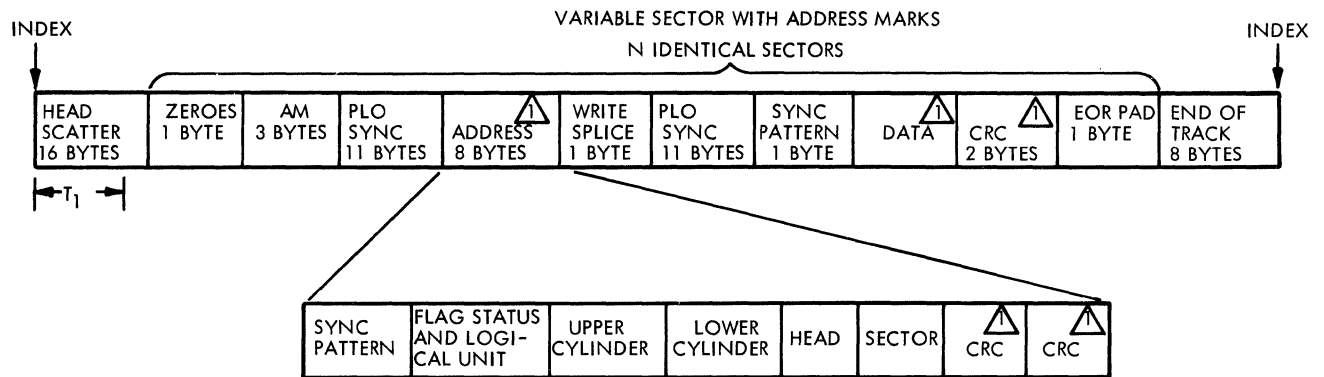 VARIABLE SECTOR WITH ADDRESS MARKS
INDEX
INDEX
N IDENTICAL SECTORS
HEAD
SCATTER
16 BYTES
ZEROES
1 BYTE
AM
3 BYTES
PLO
SYNC
11 BYTES
1
ADDRESS
8 BYTES
WRITE
SPLICE
1 BYTE
PLO
SYNC
11 BYTES
SYNC
PATTERN
1 BYTE
1
DATA
1
CRC
2 BYTES
EOR PAD
1 BYTE
END OF
TRACK
8 BYTES
T1
SYNC
PATTERN
FLAG STATUS
AND LOGI-
CAL UNIT
UPPER
CYLINDER
LOWER
CYLINDER
HEAD
SECTOR
1
CRC
1
CRC